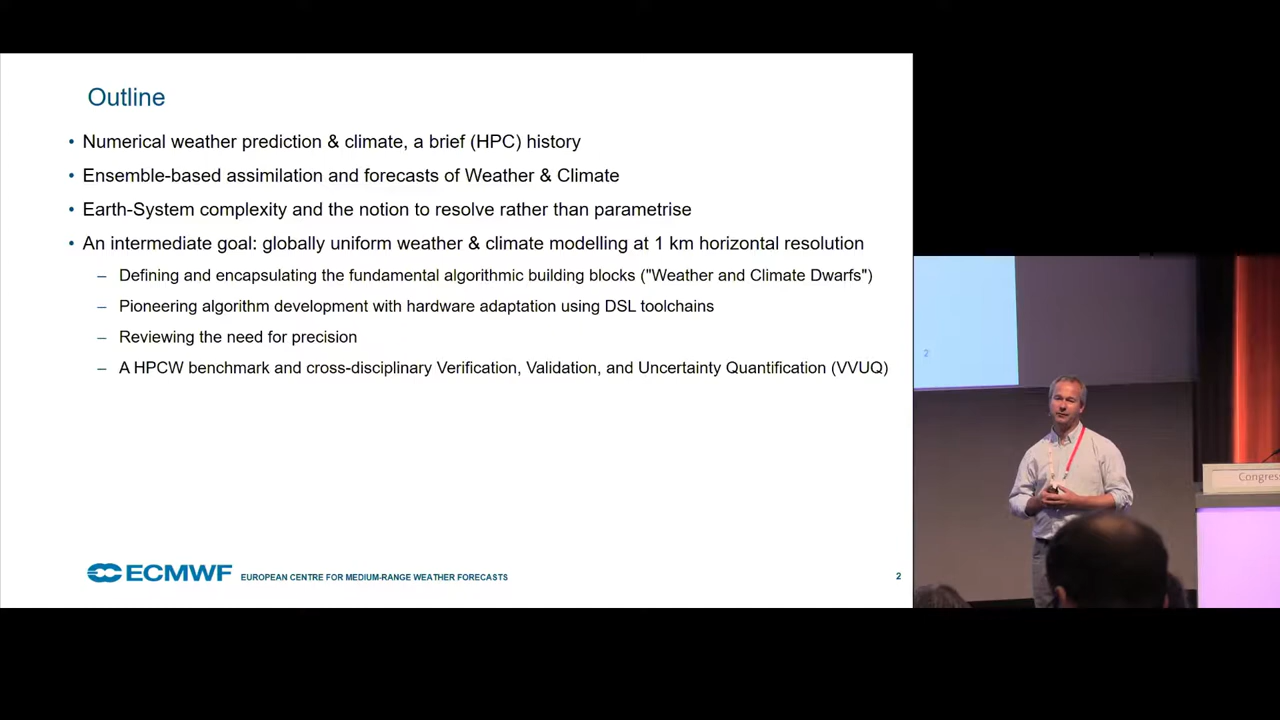 Outline
• Numerical weather prediction & climate, a brief (HPC) history
• Ensemble-based assimilation and forecasts of Weather & Climate
• Earth-System complexity and the notion to resolve rather than parametrise
• An intermediate goal: globally uniform weather & climate modelling at 1 km horizontal resolution
– Defining and encapsulating the fundamental algorithmic building blocks ("Weather and Climate Dwarfs")
– Pioneering algorithm development with hardware adaptation using DSL toolchains
– Reviewing the need for precision
– A HPCW benchmark and cross-disciplinary Verification, Validation, and Uncertainty Quantification (VVUQ)
ECMWF EUROPEAN CENTRE FOR MEDIUM-RANGE WEATHER FORECASTS
2
2
Congress